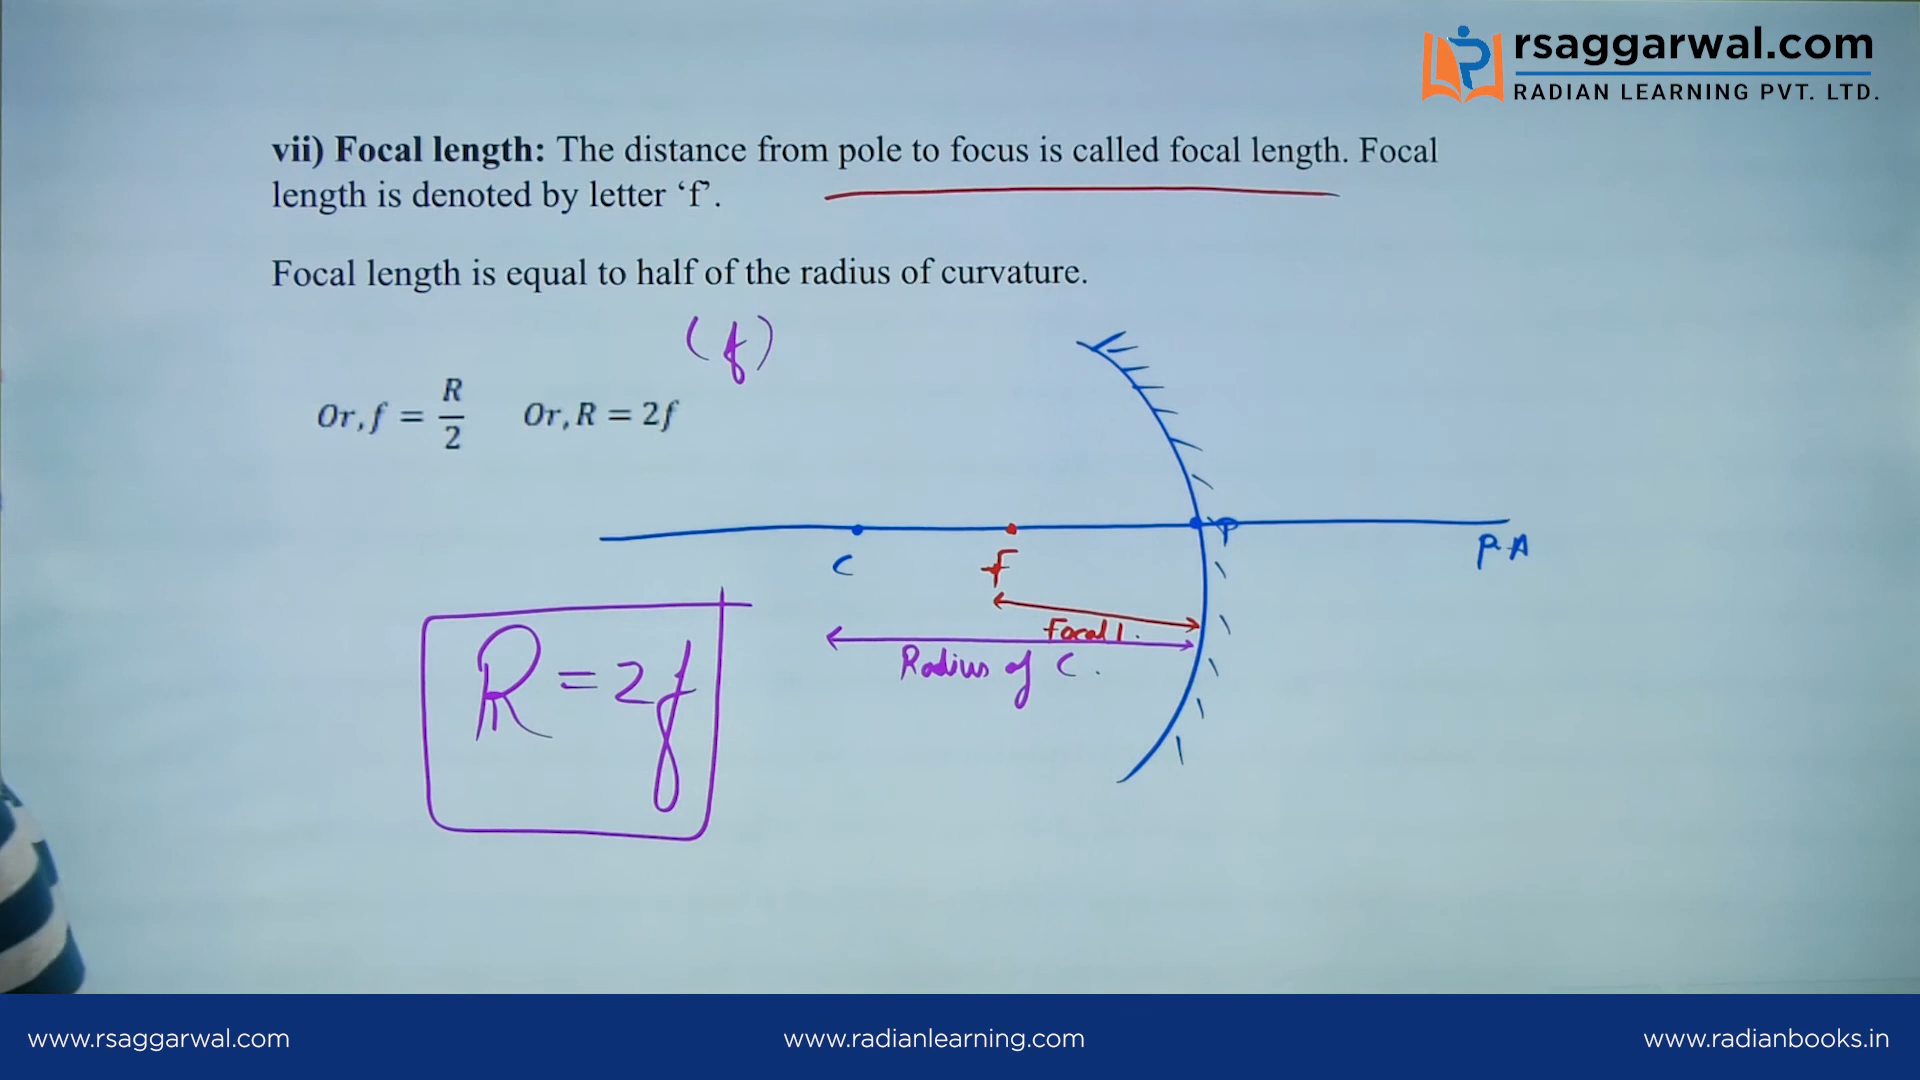 rsaggarwal.com
RADIAN LEARNING PVT. LTD.
vii) Focal length: The distance from pole to focus is called focal length. Focal
length is denoted by letter ‘f’.
Focal length is equal to half of the radius of curvature.
(f)
Or, f = R/2 Or, R = 2f
P
P A
C
f
Focal l.
Radius of C.
R = 2f
www.rsaggarwal.com
www.radianlearning.com
www.radianbooks.in